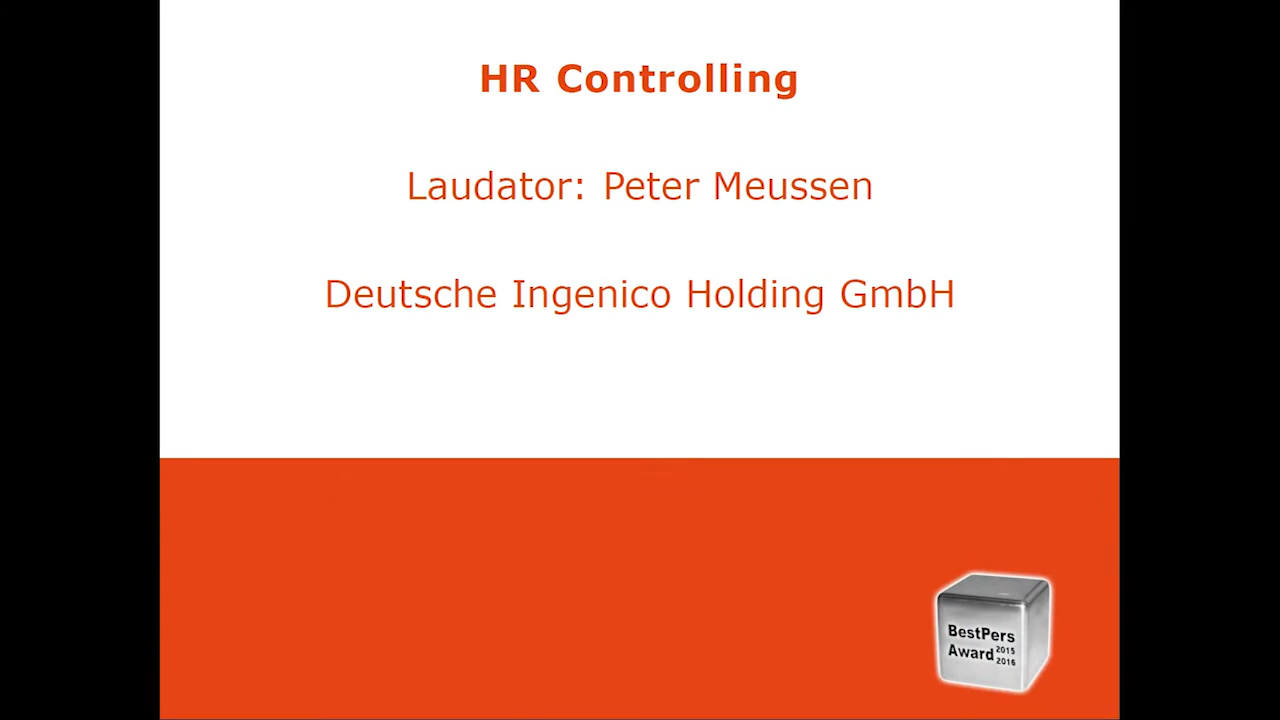 HR Controlling
Laudator: Peter Meussen
Deutsche Ingenico Holding GmbH
BestPers
Award 2015
2016